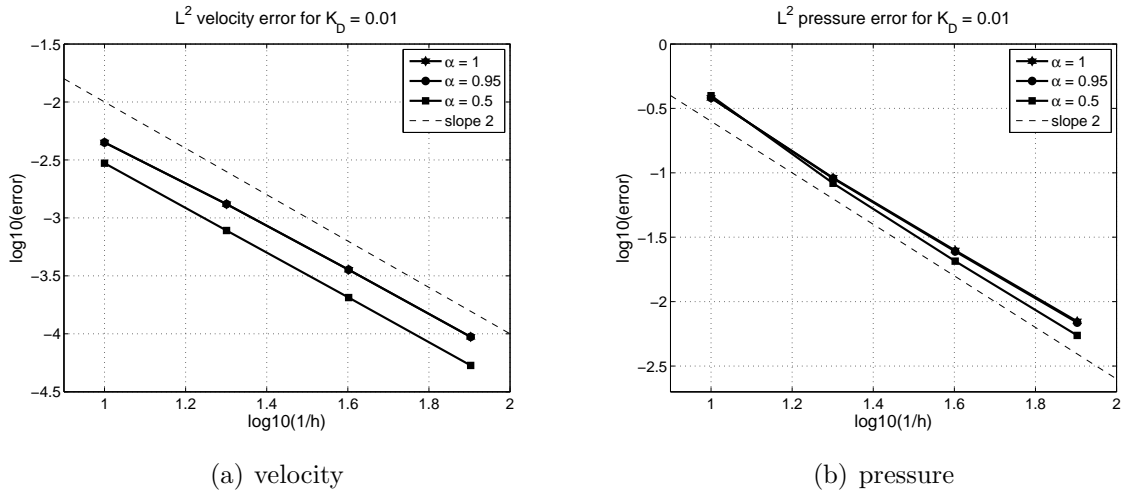 L² velocity error for K_D = 0.01
−1.5
−2
−2.5
−3
−3.5
−4
−4.5
log10(error)
1
1.2
1.4
1.6
1.8
2
log10(1/h)
α = 1
α = 0.95
α = 0.5
slope 2
(a) velocity
L² pressure error for K_D = 0.01
0
−0.5
−1
−1.5
−2
−2.5
log10(error)
1
1.2
1.4
1.6
1.8
2
log10(1/h)
α = 1
α = 0.95
α = 0.5
slope 2
(b) pressure